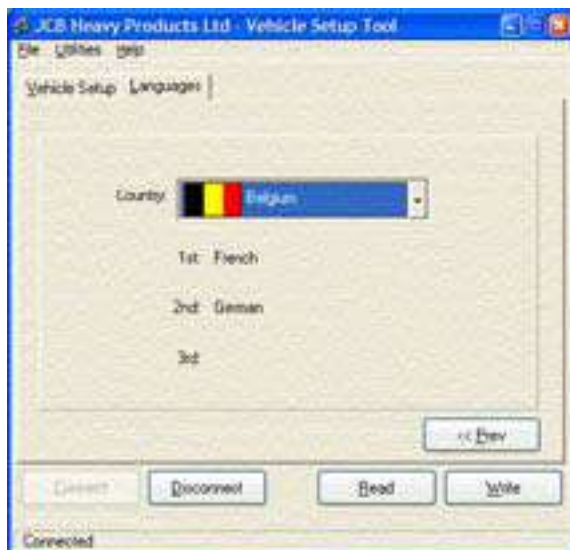 JCB Heavy Products Ltd - Vehicle Setup Tool
File Utilities Help
Vehicle Setup Languages
Country Belgium
1st French
2nd German
3rd
<< Prev
Connect Disconnect Read Write
Connected